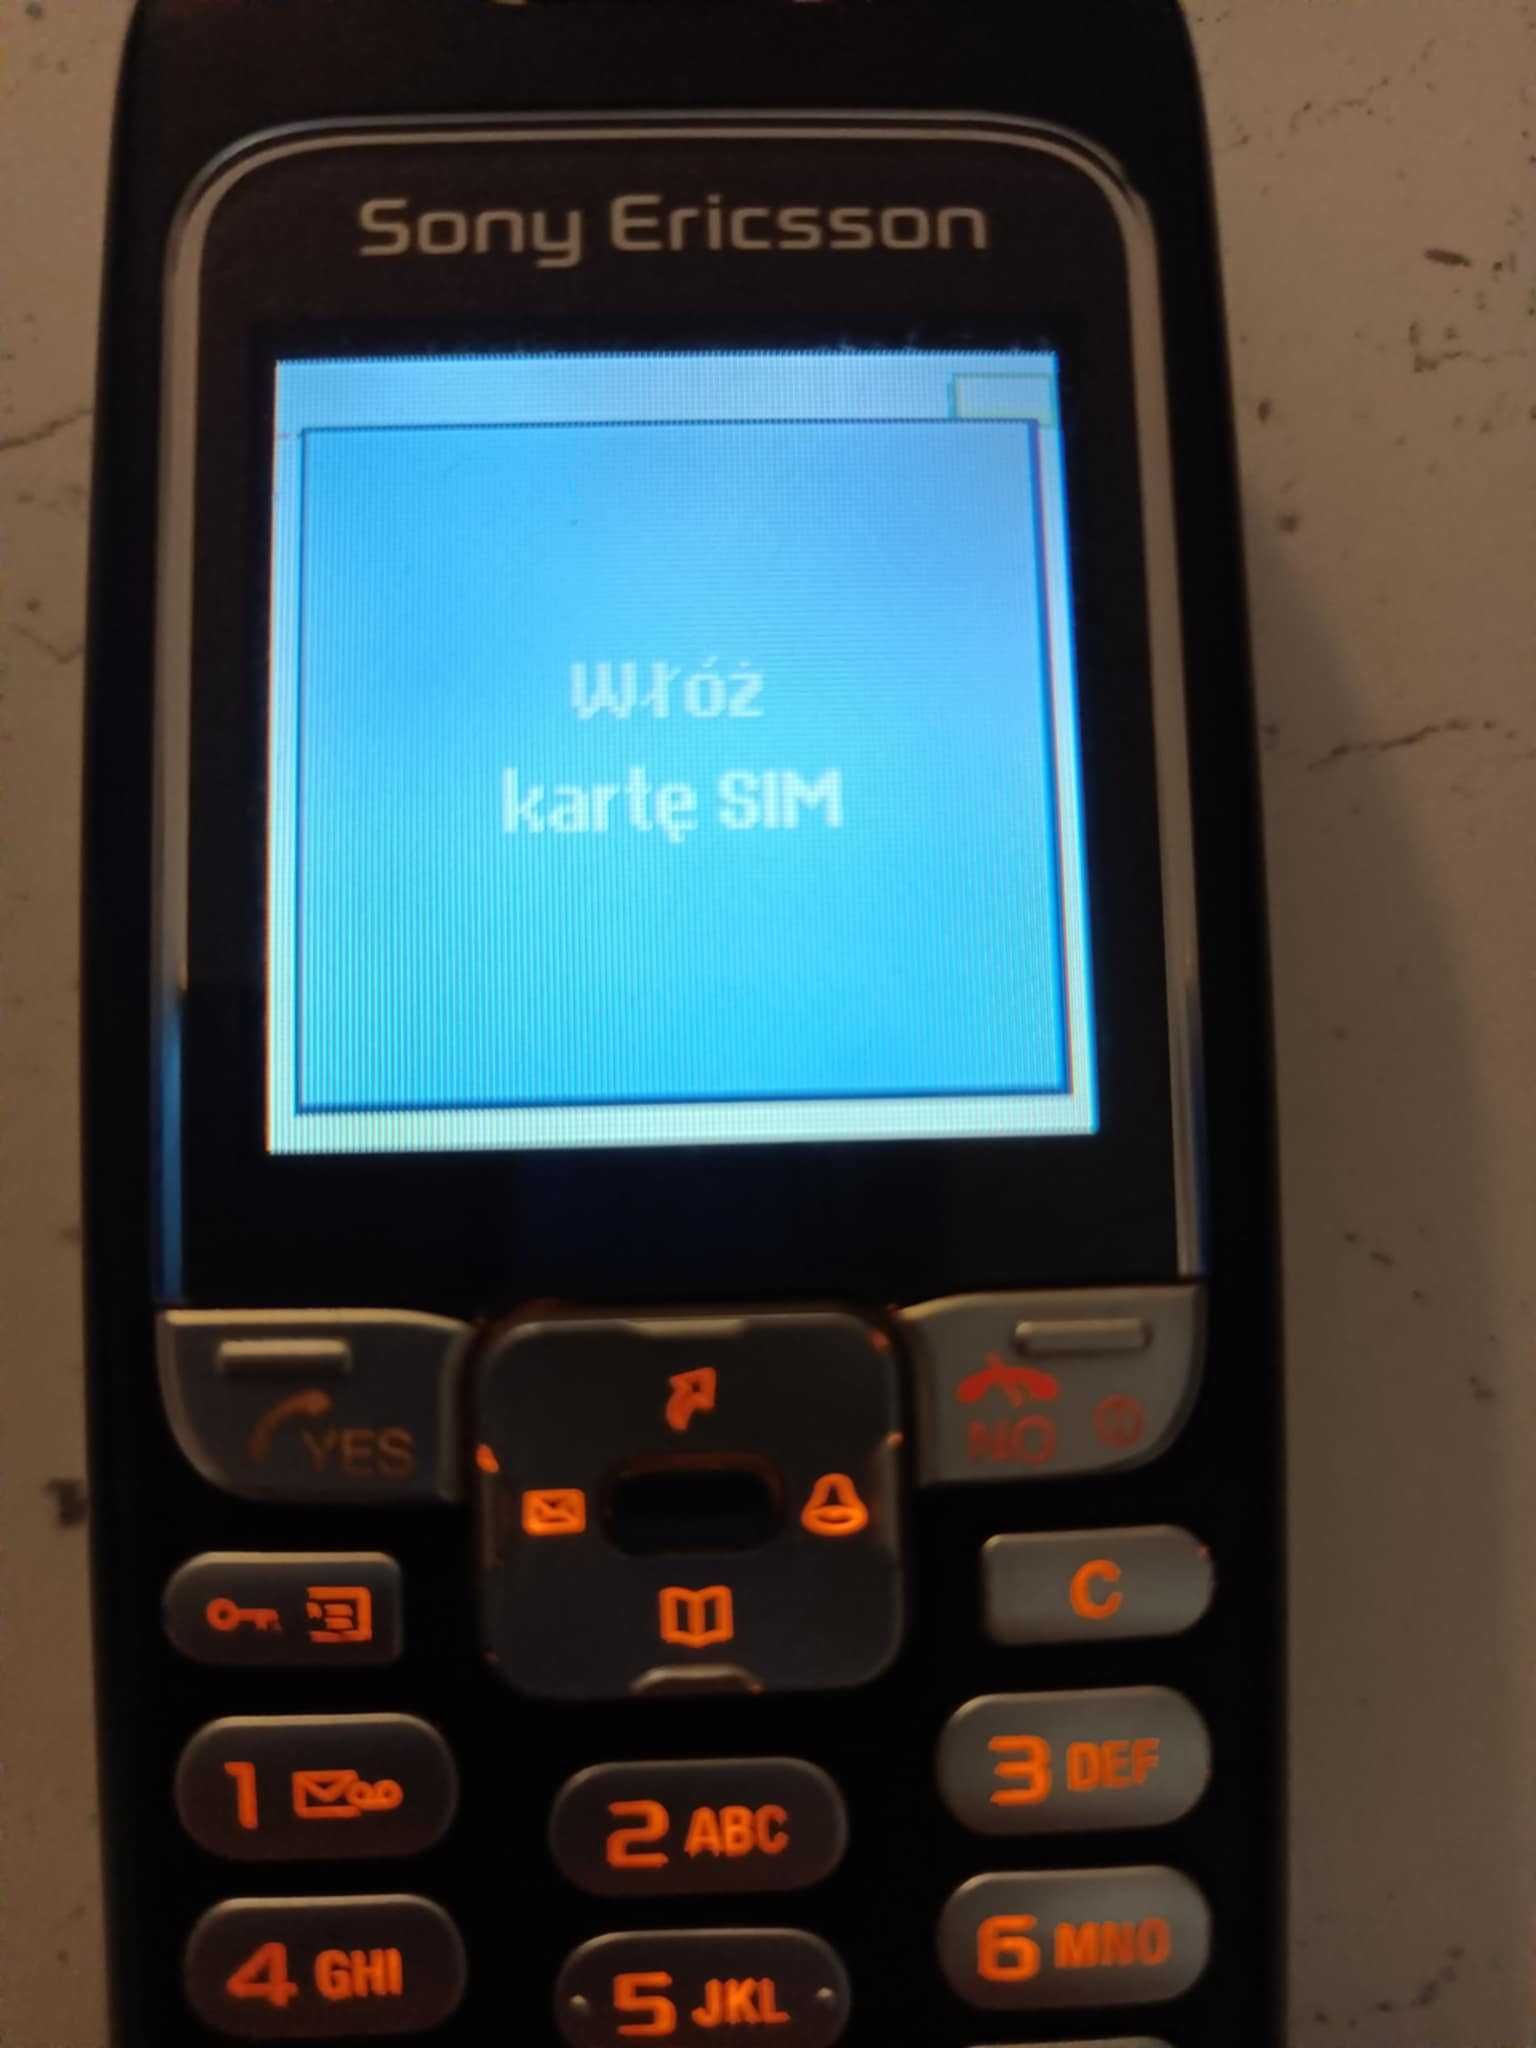 Sony Ericsson
Włóż
kartę SIM
YES
NO
C
1
2 ABC
3 DEF
4 GHI
5 JKL
6 MNO